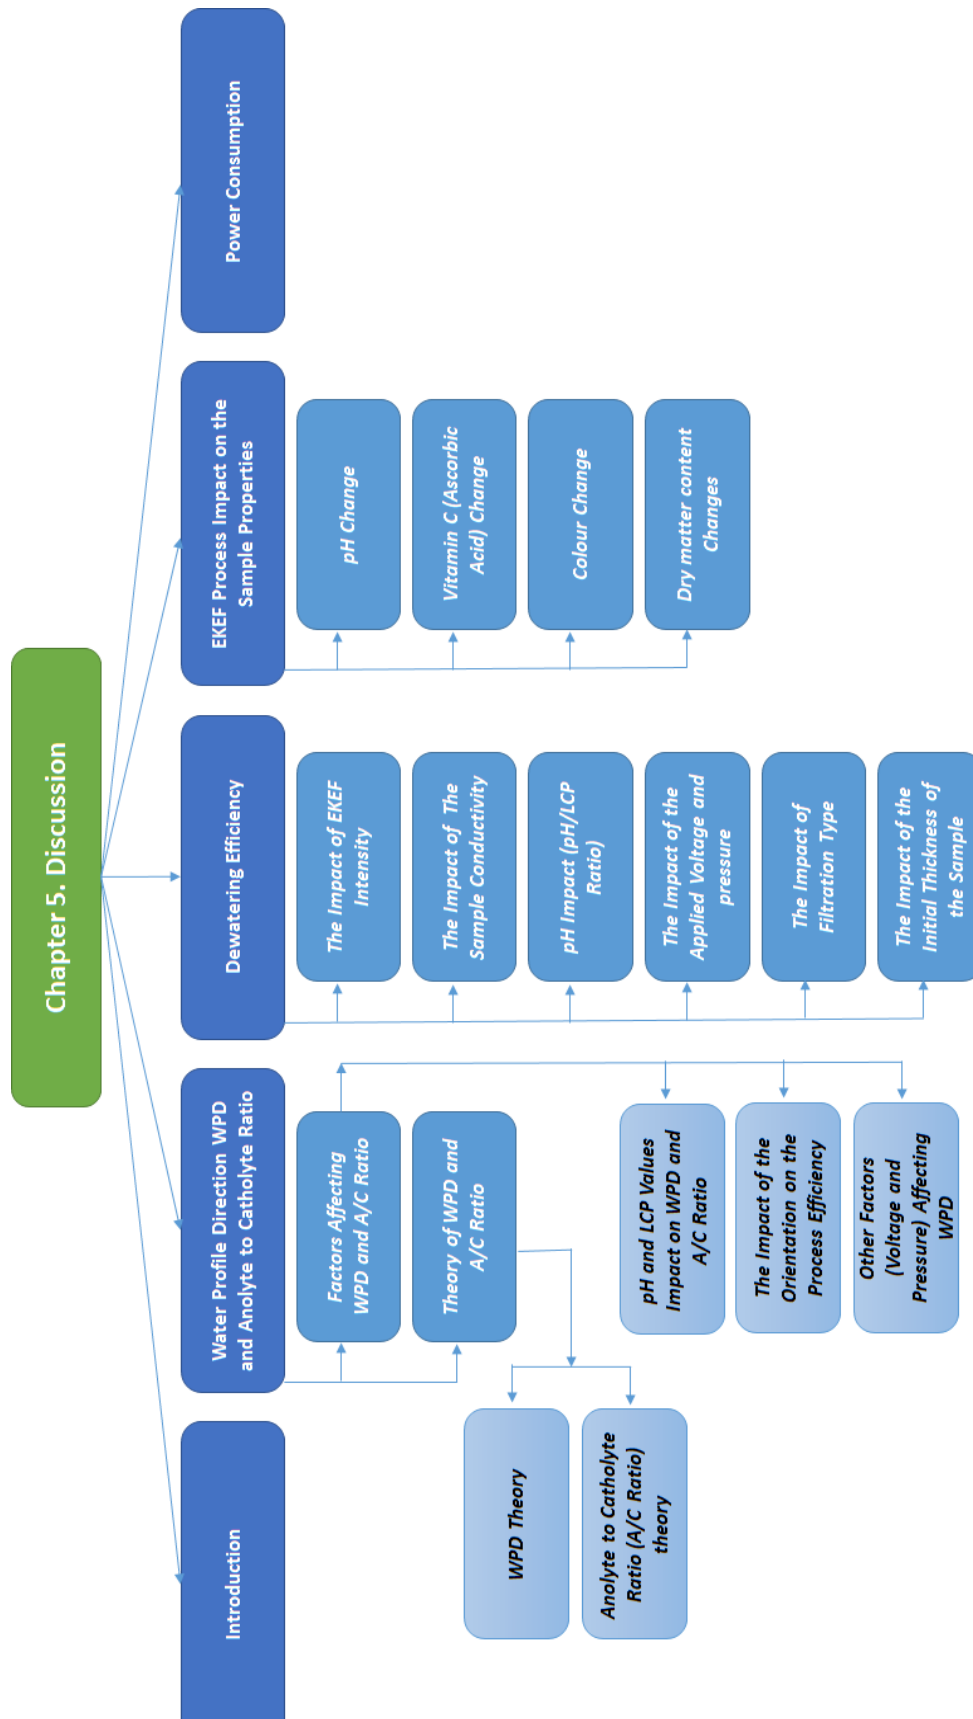 Chapter 5. Discussion
Introduction
Water Profile Direction WPD
and Anolyte to Catholyte Ratio
Factors Affecting
WPD and A/C Ratio
Theory of WPD and
A/C Ratio
WPD Theory
Anolyte to Catholyte
Ratio (A/C Ratio)
theory
pH and LCP Values
Impact on WPD and
A/C Ratio
The Impact of the
Orientation on the
Process Efficiency
Other Factors
(Voltage and
Pressure) Affecting
WPD
Dewatering Efficiency
The Impact of EKEF
Intensity
The Impact of The
Sample Conductivity
pH Impact (pH/LCP
Ratio)
The Impact of the
Applied Voltage and
pressure
The Impact of
Filtration Type
The Impact of the
Initial Thickness of
the Sample
EKEF Process Impact on the
Sample Properties
pH Change
Vitamin C (Ascorbic
Acid) Change
Colour Change
Dry matter content
Changes
Power Consumption